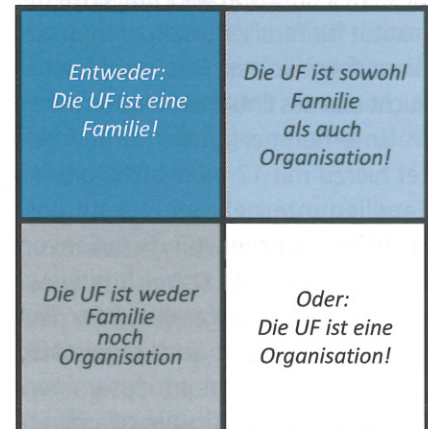 Entweder:
Die UF ist eine
Familie!
Die UF ist sowohl
Familie
als auch
Organisation!
Die UF ist weder
Familie
noch
Organisation
Oder:
Die UF ist eine
Organisation!